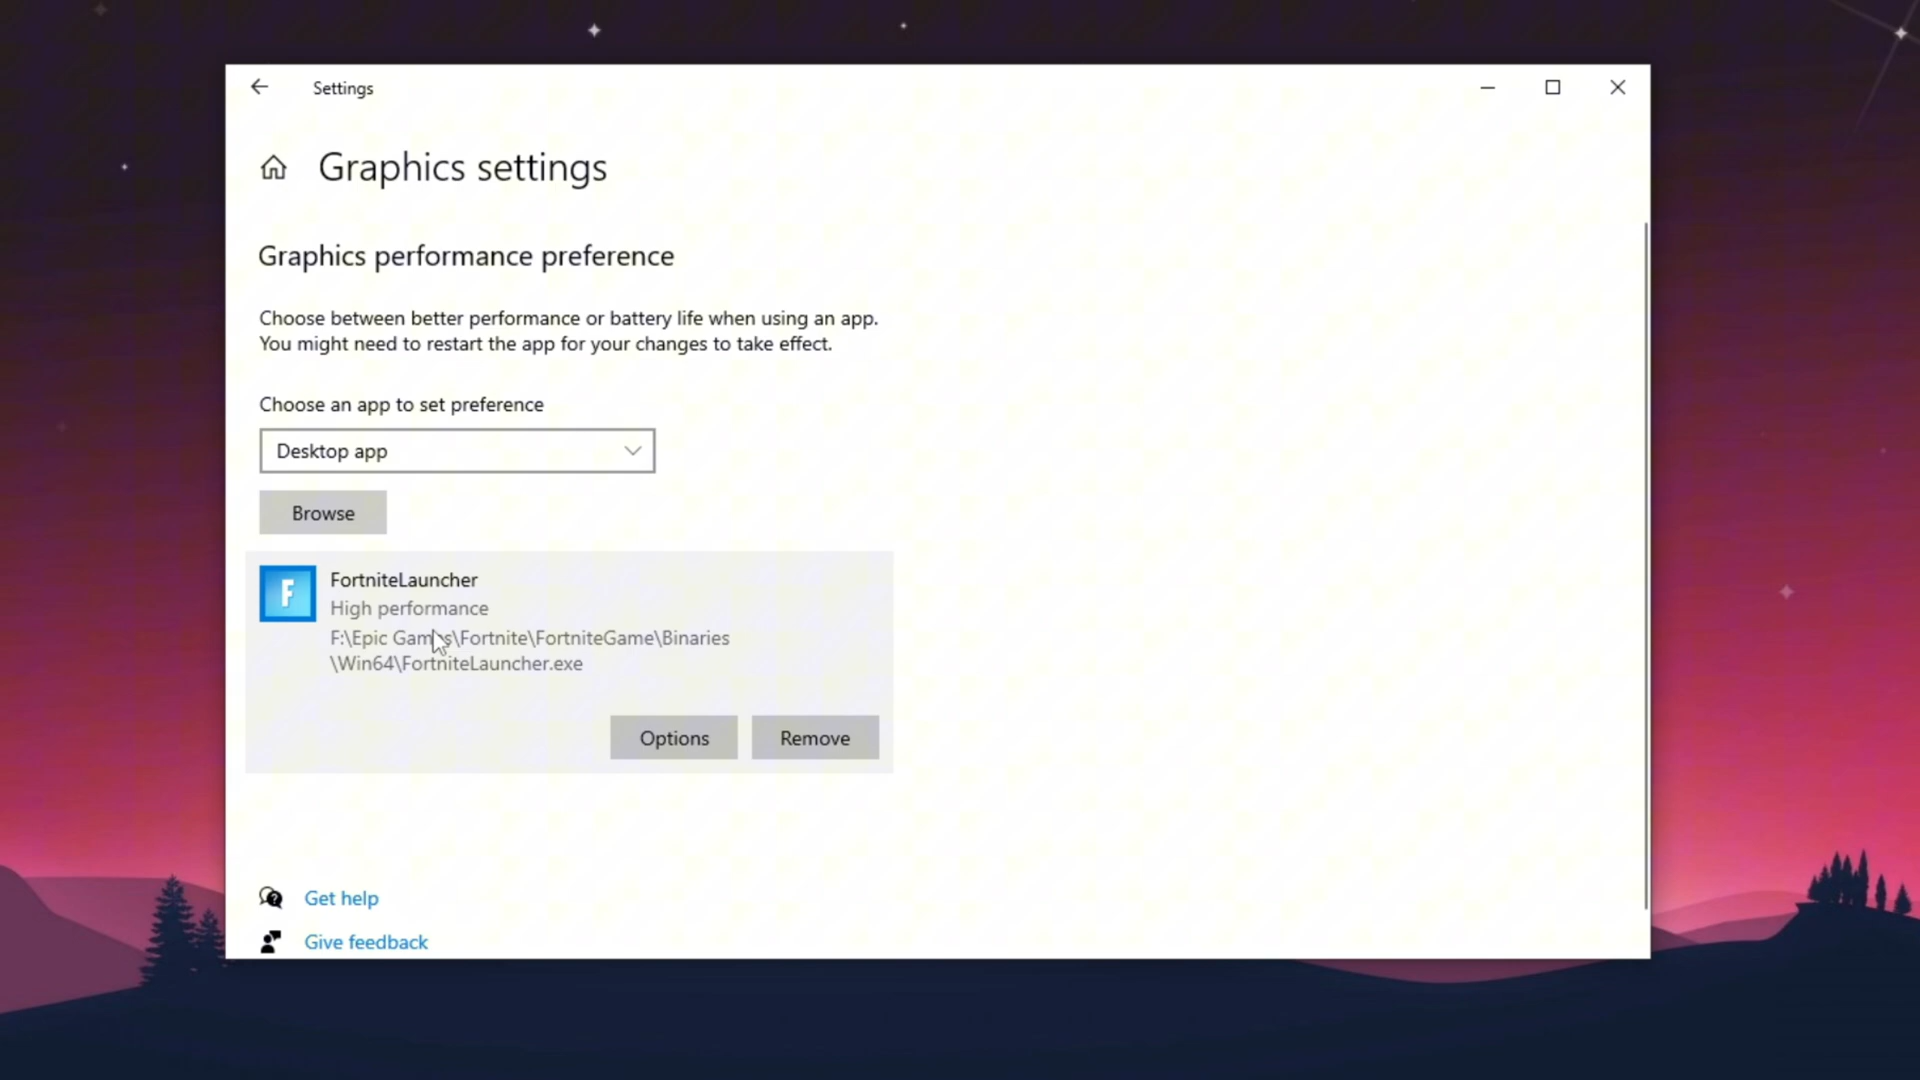 Settings
Graphics settings
Graphics performance preference
Choose between better performance or battery life when using an app.
You might need to restart the app for your changes to take effect.
Choose an app to set preference
Desktop app
Browse
F
FortniteLauncher
High performance
F:\Epic Games\Fortnite\FortniteGame\Binaries
\Win64\FortniteLauncher.exe
Options
Remove
Get help
Give feedback